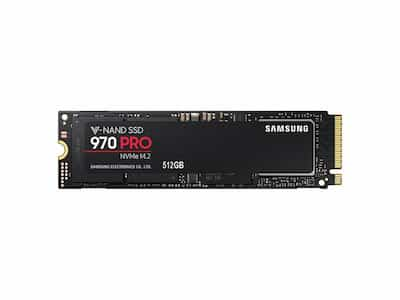 V-NAND SSD
970 PRO
NVMe M.2
SAMSUNG ELECTRONICS CO., LTD.
512GB
SAMSUNG